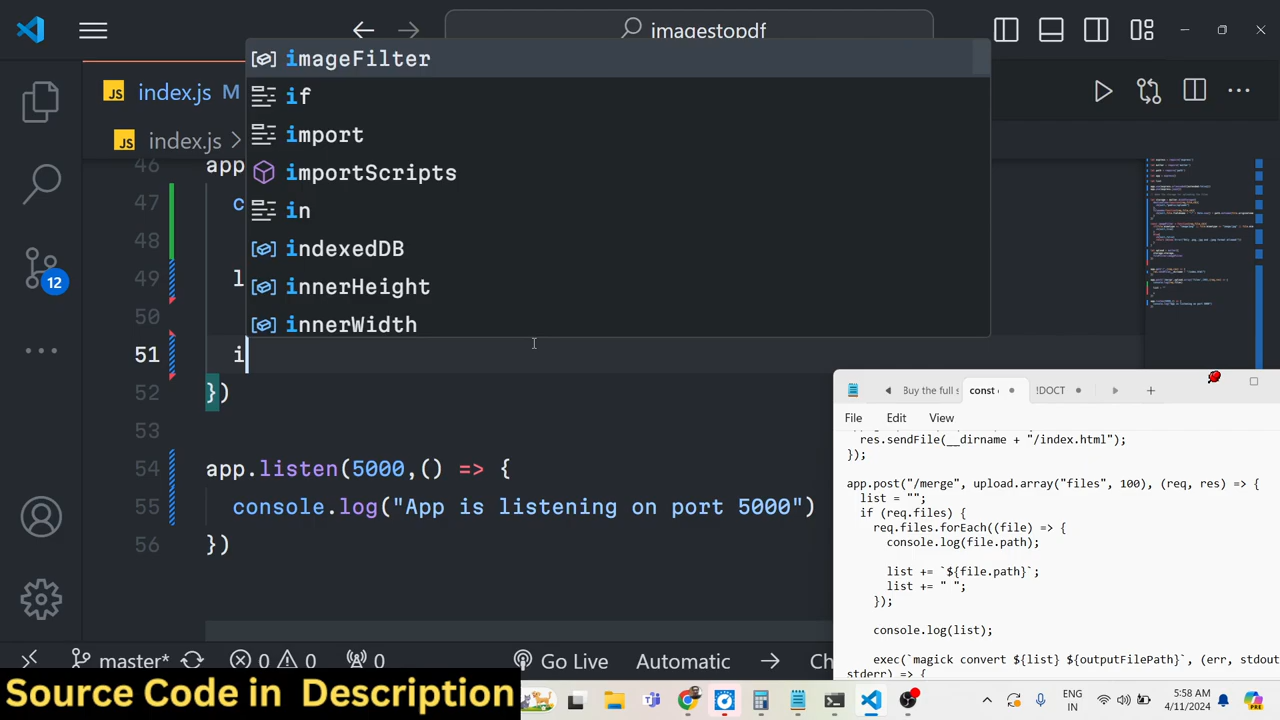 imagestopdf
index.js M
index.js
imageFilter
if
import
importScripts
in
indexedDB
innerHeight
innerWidth
46 app
47 c
48
49 l
50
51 i
52 })
53
54 app.listen(5000,() => {
55 console.log("App is listening on port 5000")
56 })
12
Buy the full s
const
!DOCT
File Edit View
res.sendFile(__dirname + "/index.html");
});
app.post("/merge", upload.array("files", 100), (req, res) => {
list = "";
if (req.files) {
req.files.forEach((file) => {
console.log(file.path);
list += `${file.path}`;
list += " ";
});
console.log(list);
exec(`magick convert ${list} ${outputFilePath}`, (err, stdout
stderr) => {
master* 0 0 0 Go Live Automatic Ch
Source Code in Description
ENG
IN
5:58 AM
4/11/2024